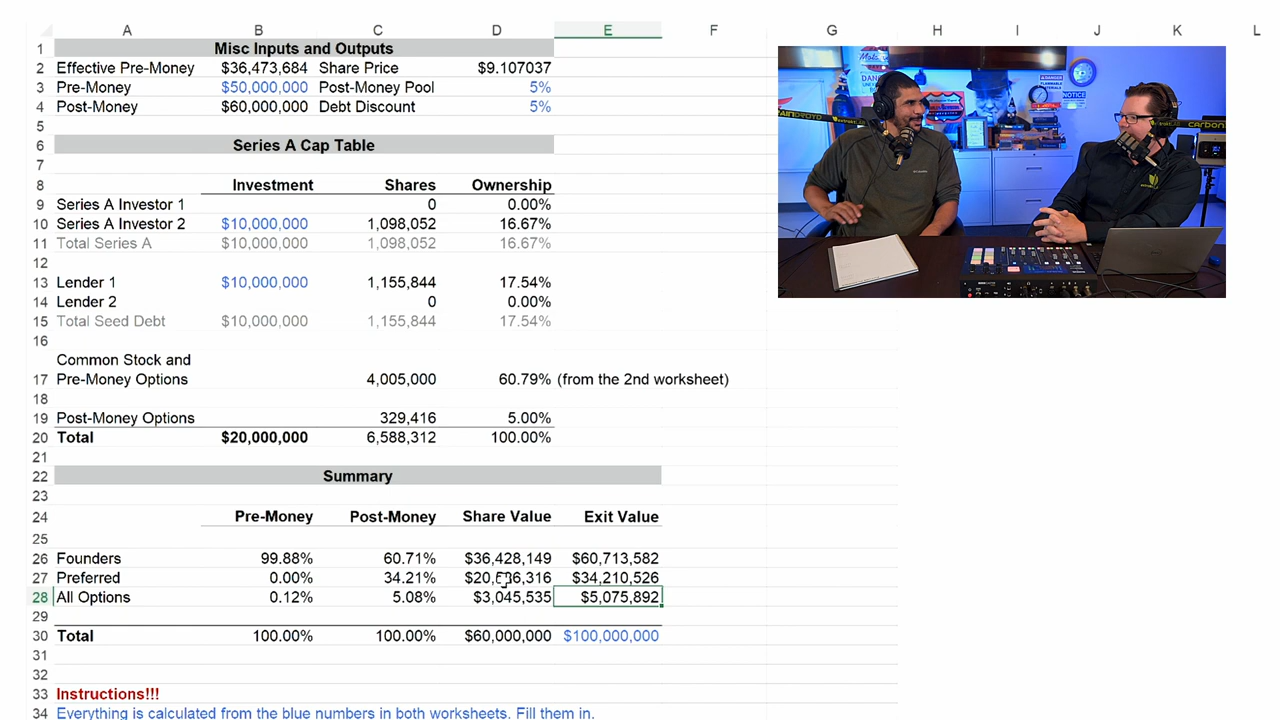 A B C D E F G H I J K L
1 Misc Inputs and Outputs
2 Effective Pre-Money $36,473,684 Share Price $9.107037
3 Pre-Money $50,000,000 Post-Money Pool 5%
4 Post-Money $60,000,000 Debt Discount 5%
5
6 Series A Cap Table
7
8 Investment Shares Ownership
9 Series A Investor 1 0 0.00%
10 Series A Investor 2 $10,000,000 1,098,052 16.67%
11 Total Series A $10,000,000 1,098,052 16.67%
12
13 Lender 1 $10,000,000 1,155,844 17.54%
14 Lender 2 0 0.00%
15 Total Seed Debt $10,000,000 1,155,844 17.54%
16
Common Stock and
17 Pre-Money Options 4,005,000 60.79% (from the 2nd worksheet)
18
19 Post-Money Options 329,416 5.00%
20 Total $20,000,000 6,588,312 100.00%
21
22 Summary
23
24 Pre-Money Post-Money Share Value Exit Value
25
26 Founders 99.88% 60.71% $36,428,149 $60,713,582
27 Preferred 0.00% 34.21% $34,210,526
28 All Options 0.12% 5.08% $3,045,535 $5,075,892
29
30 Total 100.00% 100.00% $60,000,000 $100,000,000
31
32
33 Instructions!!!
34 Everything is calculated from the blue numbers in both worksheets. Fill them in.
DANGER
NOTICE